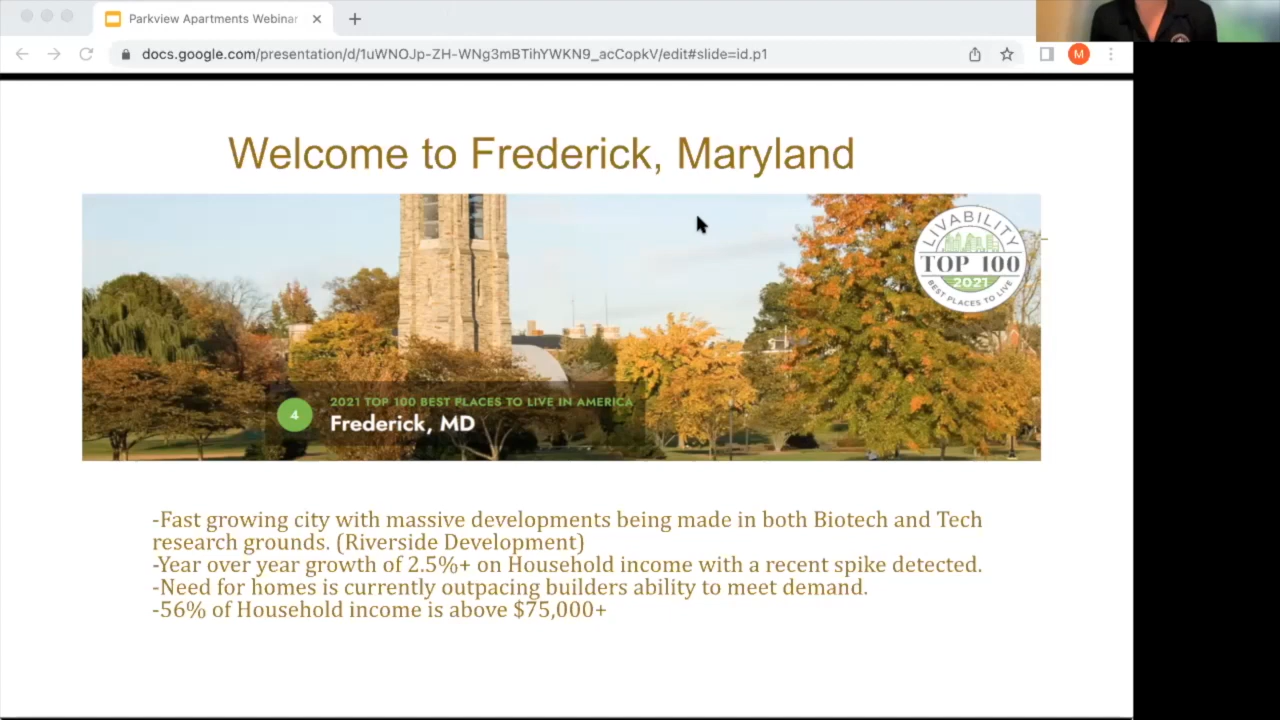 Parkview Apartments Webinar
docs.google.com/presentation/d/1uWNOJp-ZH-WNg3mBTihYWKN9_acCopkV/edit#slide=id.p1
M
Welcome to Frederick, Maryland
LIVABILITY
TOP 100
2021
BEST PLACES TO LIVE
4
2021 TOP 100 BEST PLACES TO LIVE IN AMERICA
Frederick, MD
-Fast growing city with massive developments being made in both Biotech and Tech
research grounds. (Riverside Development)
-Year over year growth of 2.5%+ on Household income with a recent spike detected.
-Need for homes is currently outpacing builders ability to meet demand.
-56% of Household income is above $75,000+